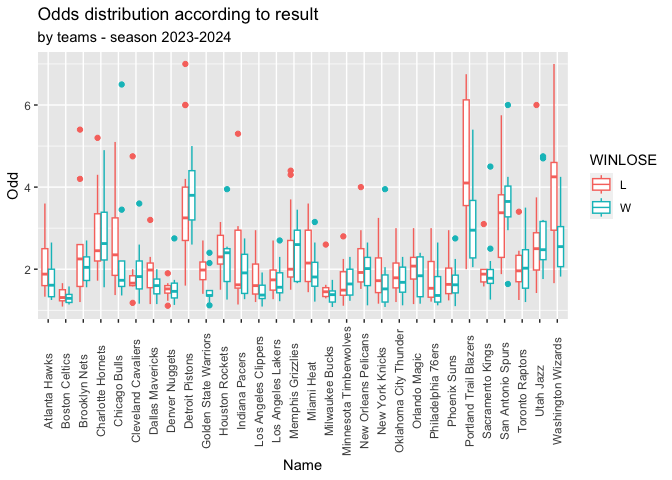 Odds distribution according to result
by teams - season 2023-2024
Odd
6
4
2
WINLOSE
L
W
Atlanta Hawks
Boston Celtics
Brooklyn Nets
Charlotte Hornets
Chicago Bulls
Cleveland Cavaliers
Dallas Mavericks
Denver Nuggets
Detroit Pistons
Golden State Warriors
Houston Rockets
Indiana Pacers
Los Angeles Clippers
Los Angeles Lakers
Memphis Grizzlies
Miami Heat
Milwaukee Bucks
Minnesota Timberwolves
New Orleans Pelicans
New York Knicks
Oklahoma City Thunder
Orlando Magic
Philadelphia 76ers
Phoenix Suns
Portland Trail Blazers
Sacramento Kings
San Antonio Spurs
Toronto Raptors
Utah Jazz
Washington Wizards
Name